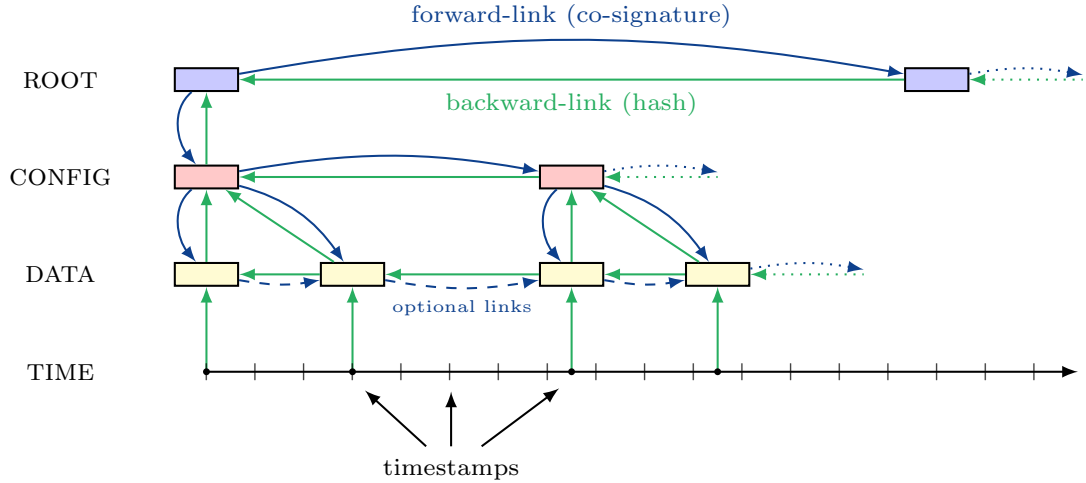 forward-link (co-signature)
ROOT
backward-link (hash)
CONFIG
DATA
optional links
TIME
timestamps